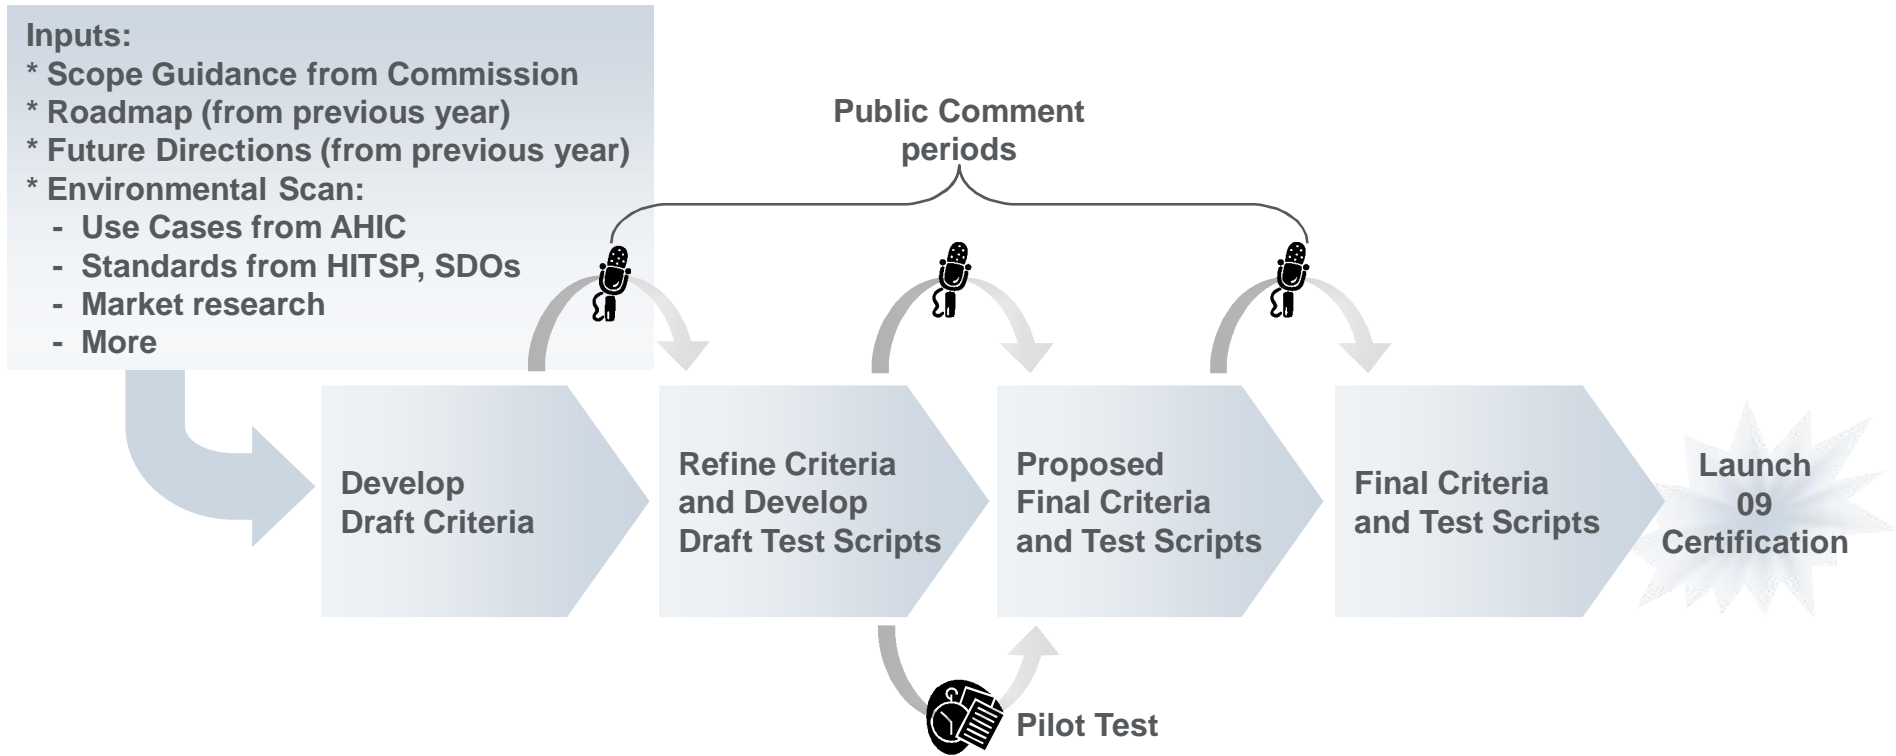 Inputs:
* Scope Guidance from Commission
* Roadmap (from previous year)
* Future Directions (from previous year)
* Environmental Scan:
- Use Cases from AHIC
- Standards from HITSP, SDOs
- Market research
- More
Public Comment
periods
Develop
Draft Criteria
Refine Criteria
and Develop
Draft Test Scripts
Proposed
Final Criteria
and Test Scripts
Final Criteria
and Test Scripts
Launch
09
Certification
Pilot Test